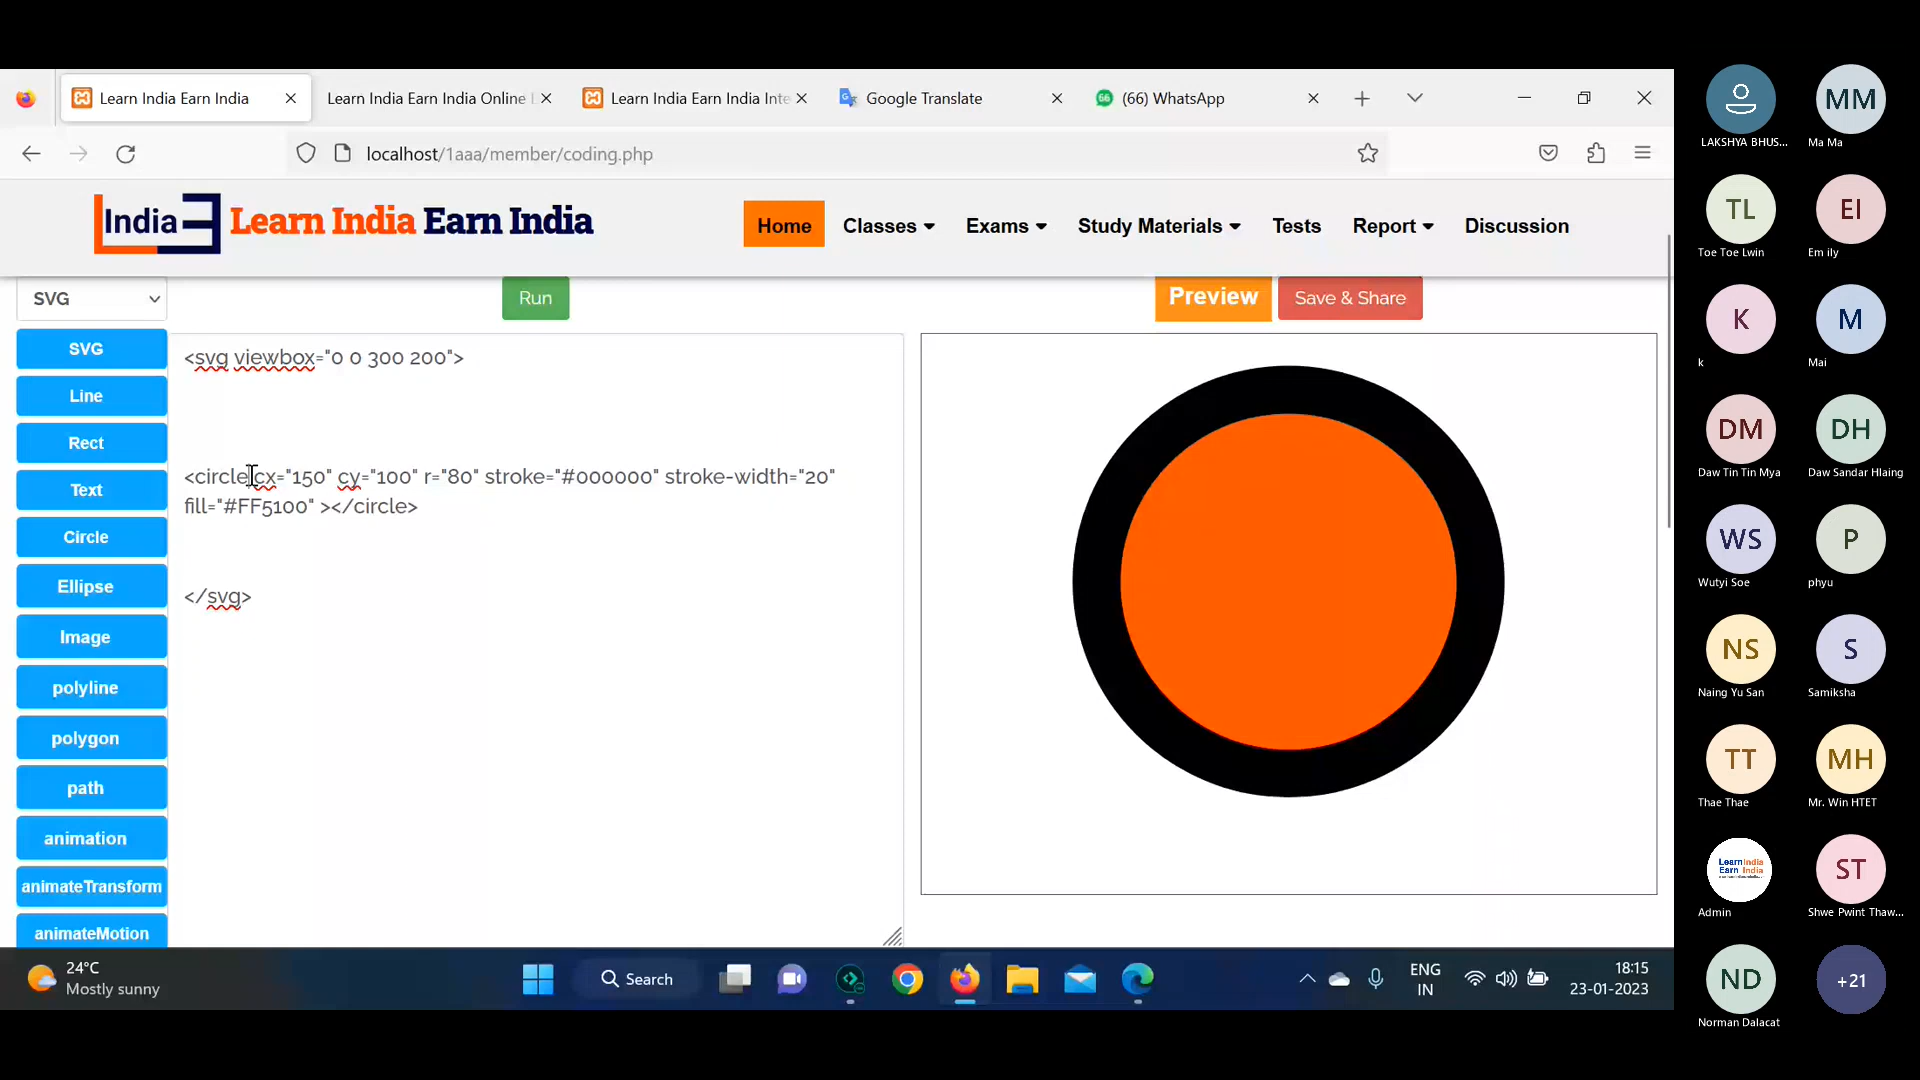 Learn India Earn India
Learn India Earn India Online
Learn India Earn India Inte
Google Translate
(66) WhatsApp
localhost/1aaa/member/coding.php
India
Learn India Earn India
Home
Classes
Exams
Study Materials
Tests
Report
Discussion
SVG
Run
Preview
Save & Share
SVG
Line
Rect
Text
Circle
Ellipse
Image
polyline
polygon
path
animation
animateTransform
animateMotion
<svg viewbox="0 0 300 200">
<circle cx="150" cy="100" r="80" stroke="#000000" stroke-width="20"
fill="#FF5100" ></circle>
</svg>
24°C
Mostly sunny
Search
ENG
IN
18:15
23-01-2023
LAKSHYA BHUS...
MM
Ma Ma
TL
Toe Toe Lwin
EI
Em ily
K
k
M
Mai
DM
Daw Tin Tin Mya
DH
Daw Sandar Hlaing
WS
Wutyi Soe
P
phyu
NS
Naing Yu San
S
Samiksha
TT
Thae Thae
MH
Mr. Win HTET
Learn India
Earn India
Admin
ST
Shwe Pwint Thaw...
ND
Norman Dalacat
+21